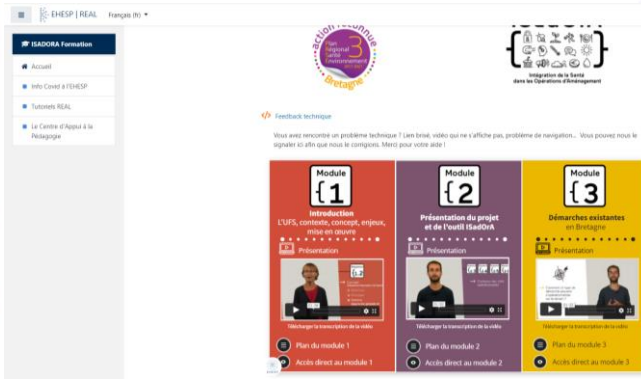 EHESP | REAL Français (fr)
ISADORA Formation
Accueil
Info Covid à l'EHESP
Tutoriels REAL
Le Centre d'Appui à la
Pédagogie
action reconnue
Plan
Régional
Santé
Environnement
Bretagne
ISadOrA
Intégration de la Santé
dans les Opérations d'Aménagement
Feedback technique
Vous avez rencontré un problème technique ? Lien brisé, vidéo qui ne s'affiche pas, problème de navigation... Vous pouvez nous le
signaler ici afin que nous le corrigions. Merci pour votre aide !
Module
1
Introduction
L'UFS, contexte, concept, enjeux,
mise en œuvre
Présentation
Télécharger la transcription de la vidéo
Plan du module 1
Accès direct au module 1
Module
2
Présentation du projet
et de l'outil ISadOrA
Présentation
Télécharger la transcription de la vidéo
Plan du module 2
Accès direct au module 2
Module
3
Démarches existantes
en Bretagne
Présentation
Télécharger la transcription de la vidéo
Plan du module 3
Accès direct au module 3